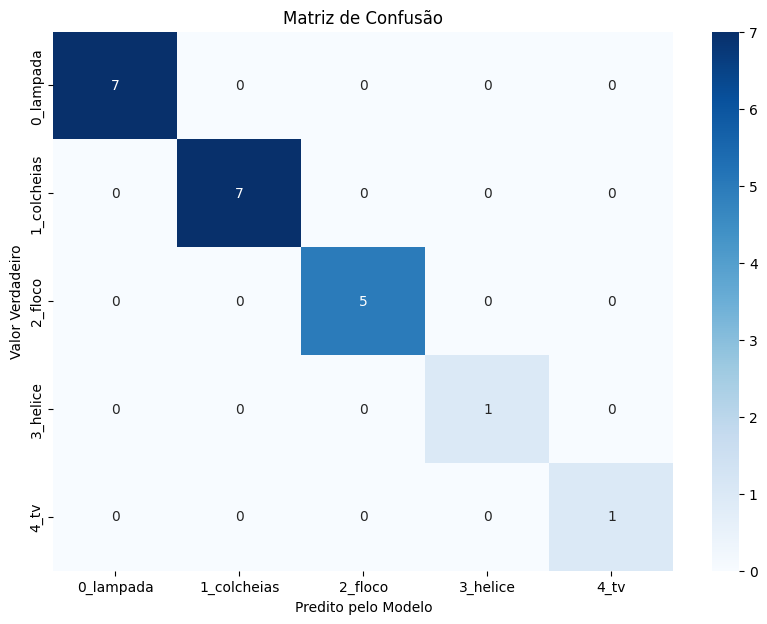 Matriz de Confusão
Valor Verdadeiro
0_lampada
7 0 0 0 0
1_colcheias
0 7 0 0 0
2_floco
0 0 5 0 0
3_helice
0 0 0 1 0
4_tv
0 0 0 0 1
0_lampada 1_colcheias 2_floco 3_helice 4_tv
Predito pelo Modelo
7
6
5
4
3
2
1
0